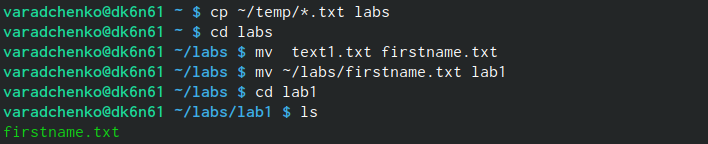 varadchenko@dk6n61 ~ $ cp ~/temp/*.txt labs
varadchenko@dk6n61 ~ $ cd labs
varadchenko@dk6n61 ~/labs $ mv  text1.txt firstname.txt
varadchenko@dk6n61 ~/labs $ mv ~/labs/firstname.txt lab1
varadchenko@dk6n61 ~/labs $ cd lab1
varadchenko@dk6n61 ~/labs/lab1 $ ls
firstname.txt